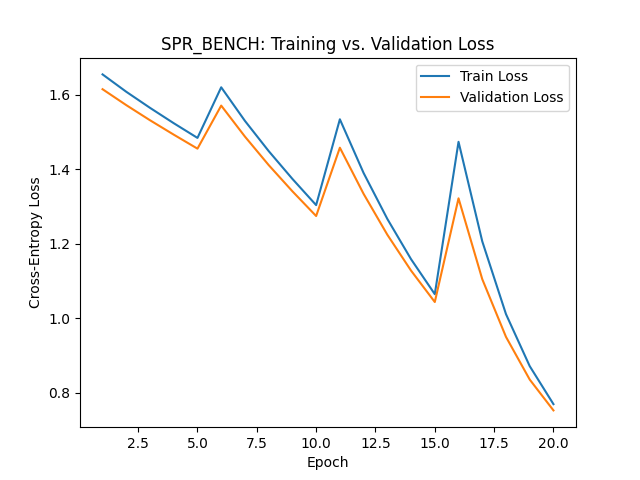 SPR_BENCH: Training vs. Validation Loss
Train Loss
Validation Loss
Cross-Entropy Loss
1.6
1.4
1.2
1.0
0.8
2.5
5.0
7.5
10.0
12.5
15.0
17.5
20.0
Epoch